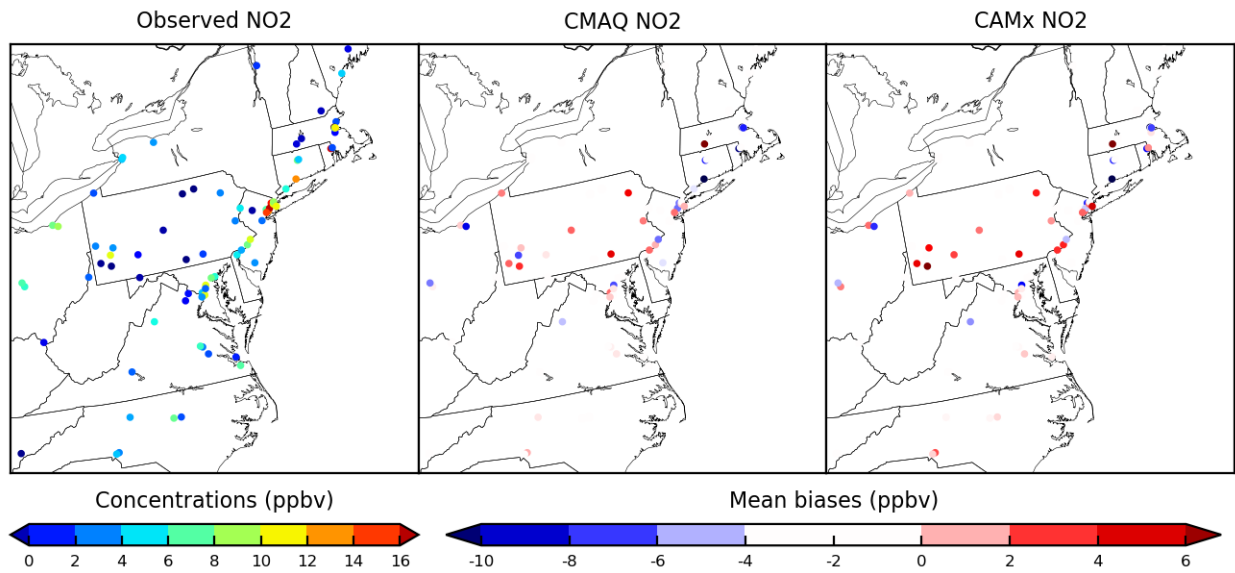 Observed NO2 CMAQ NO2 CAMx NO2
Concentrations (ppbv) Mean biases (ppbv)
0 2 4 6 8 10 12 14 16 -10 -8 -6 -4 -2 0 2 4 6